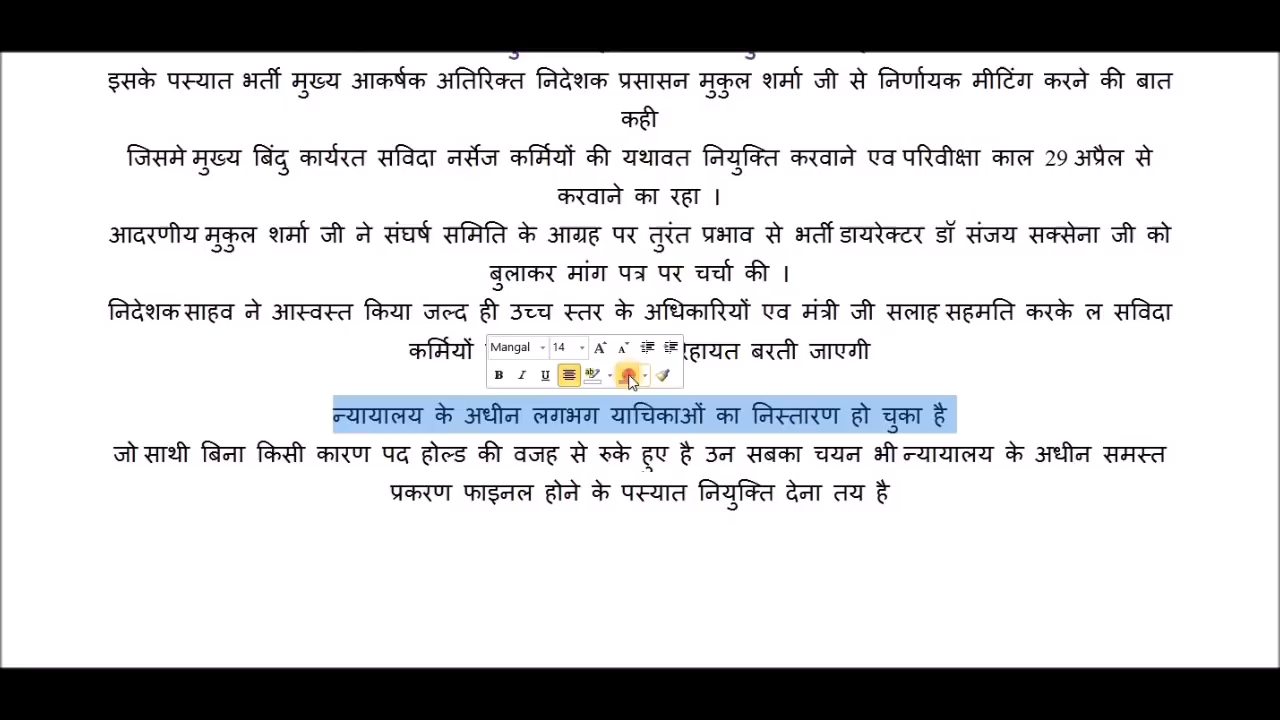 इसके पस्यात भर्ती मुख्य आकर्षक अतिरिक्त निदेशक प्रसासन मुकुल शर्मा जी से निर्णायक मीटिंग करने की बात
कही
जिसमे मुख्य बिंदु कार्यरत सविदा नर्सेज कर्मियों की यथावत नियुक्ति करवाने एव परिवीक्षा काल 29 अप्रैल से
करवाने का रहा ।
आदरणीय मुकुल शर्मा जी ने संघर्ष समिति के आग्रह पर तुरंत प्रभाव से भर्ती डायरेक्टर डॉ संजय सक्सेना जी को
बुलाकर मांग पत्र पर चर्चा की ।
निदेशक साहव ने आस्वस्त किया जल्द ही उच्च स्तर के अधिकारियों एव मंत्री जी सलाह सहमति करके ल सविदा
कर्मियों रहायत बरती जाएगी
Mangal 14 A A
B I U ab
न्यायालय के अधीन लगभग याचिकाओं का निस्तारण हो चुका है
जो साथी बिना किसी कारण पद होल्ड की वजह से रुके हुए है उन सबका चयन भी न्यायालय के अधीन समस्त
प्रकरण फाइनल होने के पस्यात नियुक्ति देना तय है